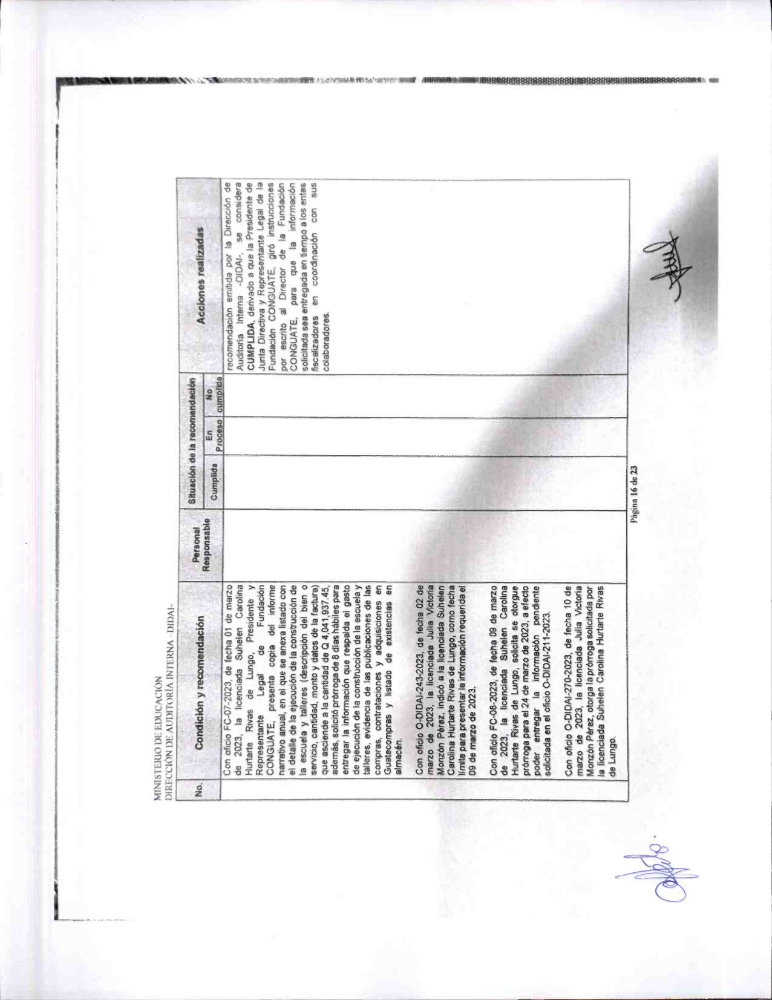 MINISTERIO DE EDUCACIÓN
DIRECCIÓN DE AUDITORÍA INTERNA –DIDAI-
No.
Condición y recomendación
Personal
Responsable
Situación de la recomendación
Cumplida
En
Proceso
No
cumplida
Acciones realizadas
Con oficio FC-07-2023, de fecha 01 de marzo
de 2023, la licenciada Suhelen Carolina
Hurtarte Rivas de Lungo, Presidente y
Representante Legal de Fundación
CONGUATE, presenta copia del informe
narrativo anual, en el que se anexa listado con
el detalle de la ejecución de la construcción de
la escuela y talleres (descripción del bien o
servicio, cantidad, monto y datos de la factura)
que asciende a la cantidad de Q 4,041,937.45,
además, solicitó prórroga de 8 días hábiles para
entregar la información que respalda el gasto
de ejecución de la construcción de la escuela y
talleres, evidencia de las publicaciones de las
compras, contrataciones y adquisiciones en
Guatecompras y listado de existencias en
almacén.
Con oficio O-DIDAI-243-2023, de fecha 02 de
marzo de 2023, la licenciada Julia Victoria
Monzón Pérez, indicó a la licenciada Suhelen
Carolina Hurtarte Rivas de Lungo, como fecha
límite para presentar la información requerida el
09 de marzo de 2023.
Con oficio FC-08-2023, de fecha 09 de marzo
de 2023, la licenciada Suhelen Carolina
Hurtarte Rivas de Lungo, solicita se otorgue
prórroga para el 24 de marzo de 2023, a efecto
poder entregar la información pendiente
solicitada en el oficio O-DIDAI-211-2023.
Con oficio O-DIDAI-270-2023, de fecha 10 de
marzo de 2023, la licenciada Julia Victoria
Monzón Pérez, otorga la prórroga solicitada por
la licenciada Suhelen Carolina Hurtarte Rivas
de Lungo.
recomendación emitida por la Dirección de
Auditoría Interna -DIDAI-, se considera
CUMPLIDA, derivado a que la Presidente de
Junta Directiva y Representante Legal de la
Fundación CONGUATE, giró instrucciones
por escrito al Director de la Fundación
CONGUATE, para que la información
solicitada sea entregada en tiempo a los entes
fiscalizadores en coordinación con sus
colaboradores.
Página 16 de 23